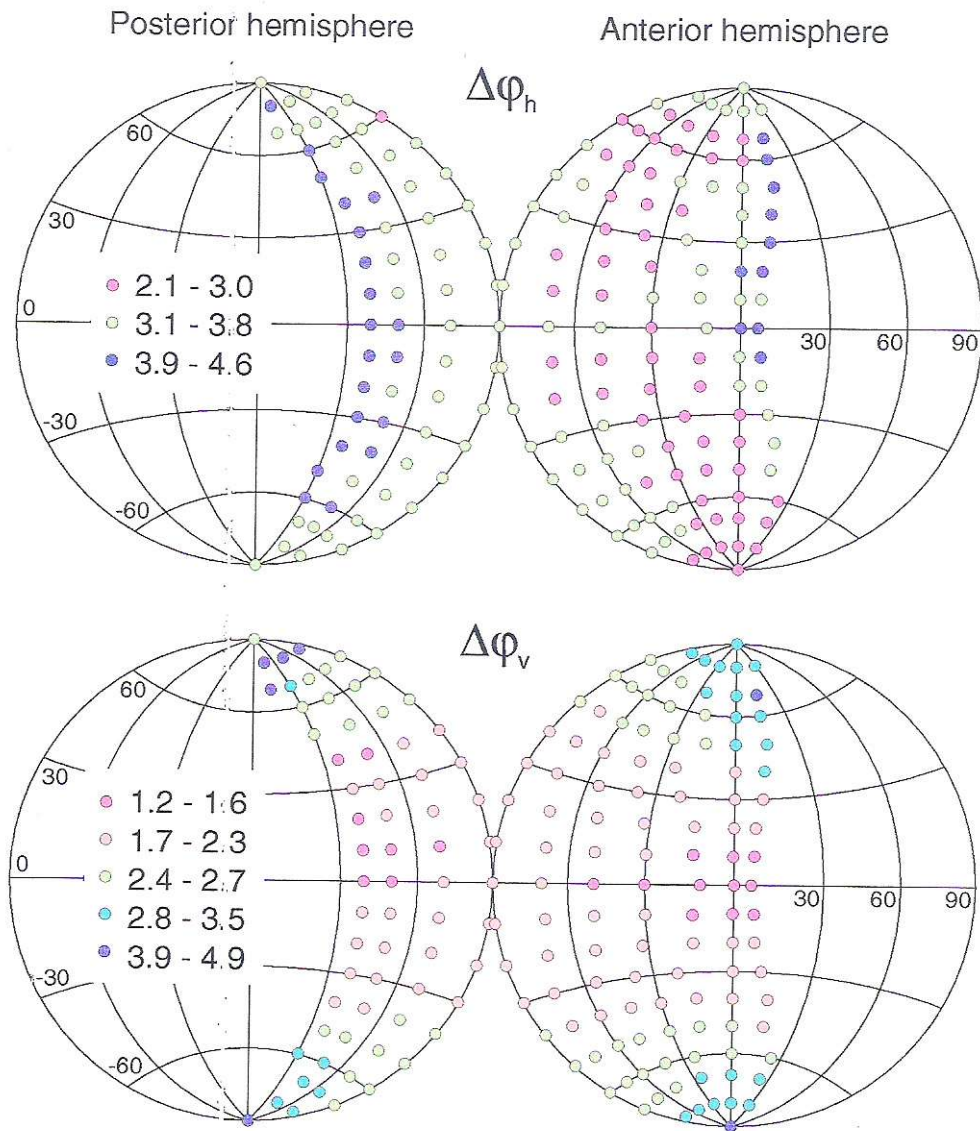 Posterior hemisphere
Anterior hemisphere
Δφh
60
30
0
-30
-60
2.1 - 3.0
3.1 - 3.8
3.9 - 4.6
30
60
90
Δφv
60
30
0
-30
-60
1.2 - 1.6
1.7 - 2.3
2.4 - 2.7
2.8 - 3.5
3.9 - 4.9
30
60
90